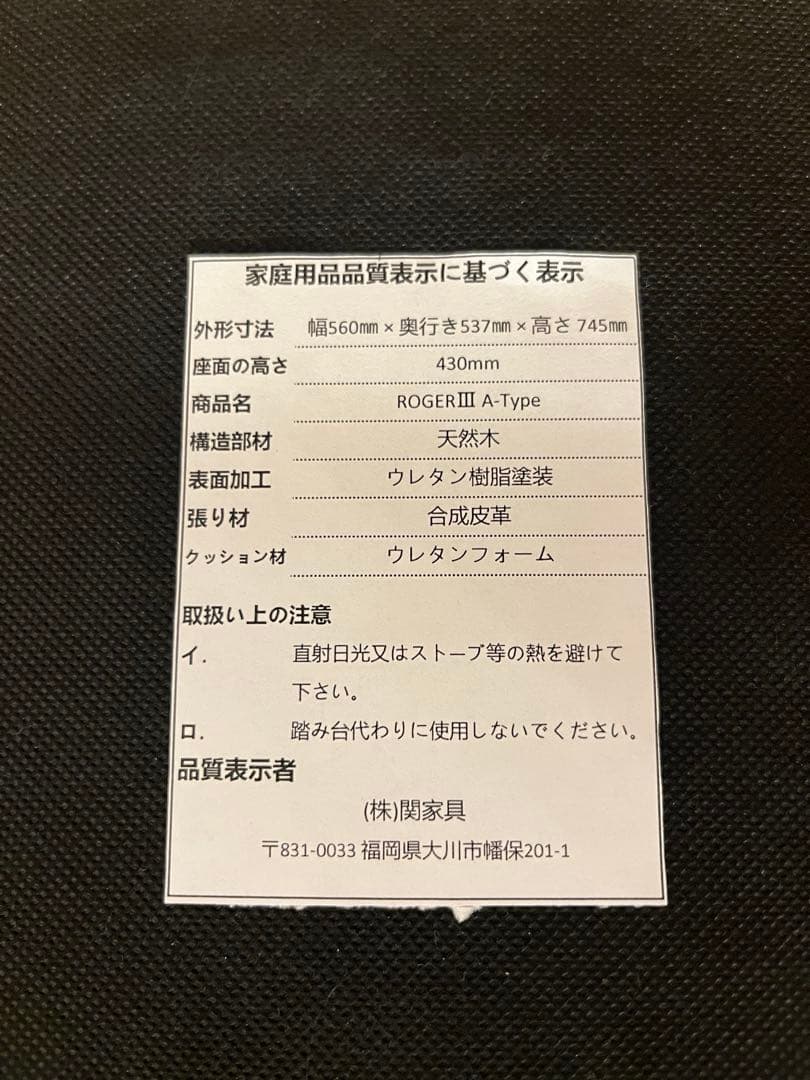 家庭用品品質表示に基づく表示
外形寸法 幅560㎜×奥行き537㎜×高さ 745㎜
座面の高さ 430mm
商品名 ROGERⅢ A-Type
構造部材 天然木
表面加工 ウレタン樹脂塗装
張り材 合成皮革
クッション材 ウレタンフォーム
取扱い上の注意
イ. 直射日光又はストーブ等の熱を避けて
下さい。
ロ. 踏み台代わりに使用しないでください。
品質表示者
(株)関家具
〒831-0033 福岡県大川市幡保201-1